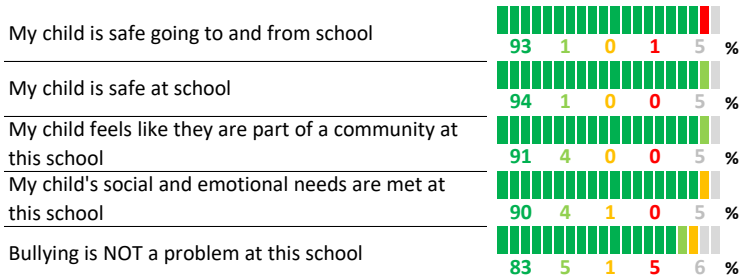 My child is safe going to and from school
93 1 0 1 5 %
My child is safe at school
94 1 0 0 5 %
My child feels like they are part of a community at
this school
91 4 0 0 5 %
My child's social and emotional needs are met at
this school
90 4 1 0 5 %
Bullying is NOT a problem at this school
83 5 1 5 6 %